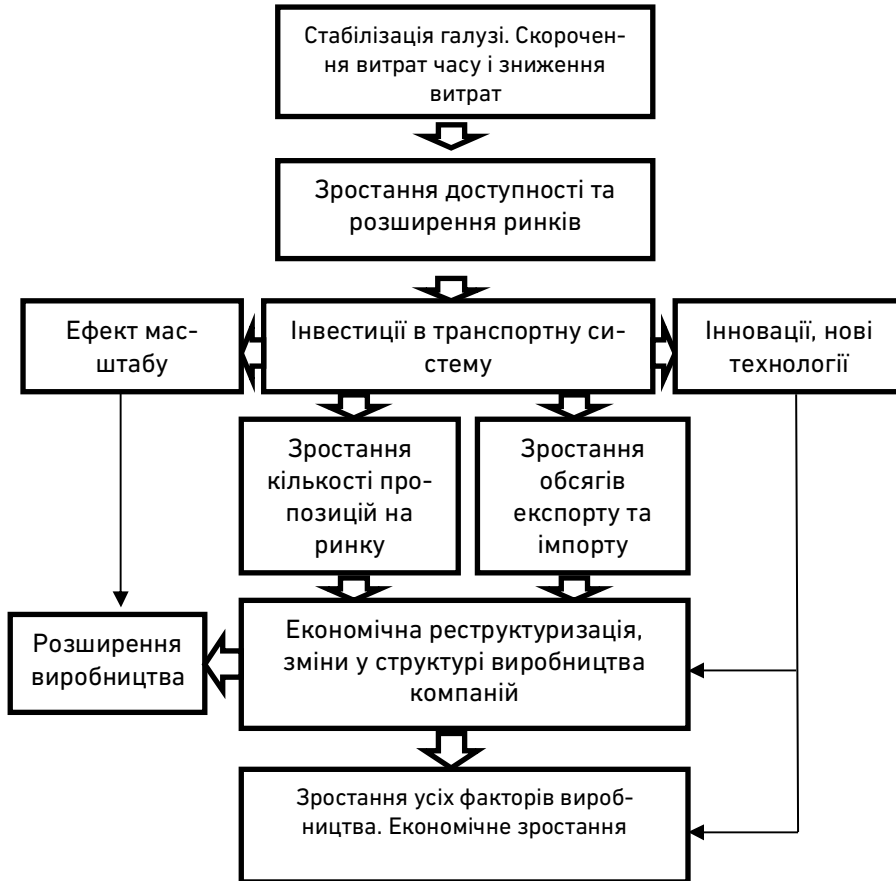 Стабілізація галузі. Скорочен-
ня витрат часу і зниження
витрат
Зростання доступності та
розширення ринків
Ефект мас-
штабу
Інвестиції в транспортну си-
стему
Інновації, нові
технології
Зростання
кількості про-
позицій на
ринку
Зростання
обсягів
експорту та
імпорту
Розширення
виробництва
Економічна реструктуризація,
зміни у структурі виробництва
компаній
Зростання усіх факторів вироб-
ництва. Економічне зростання